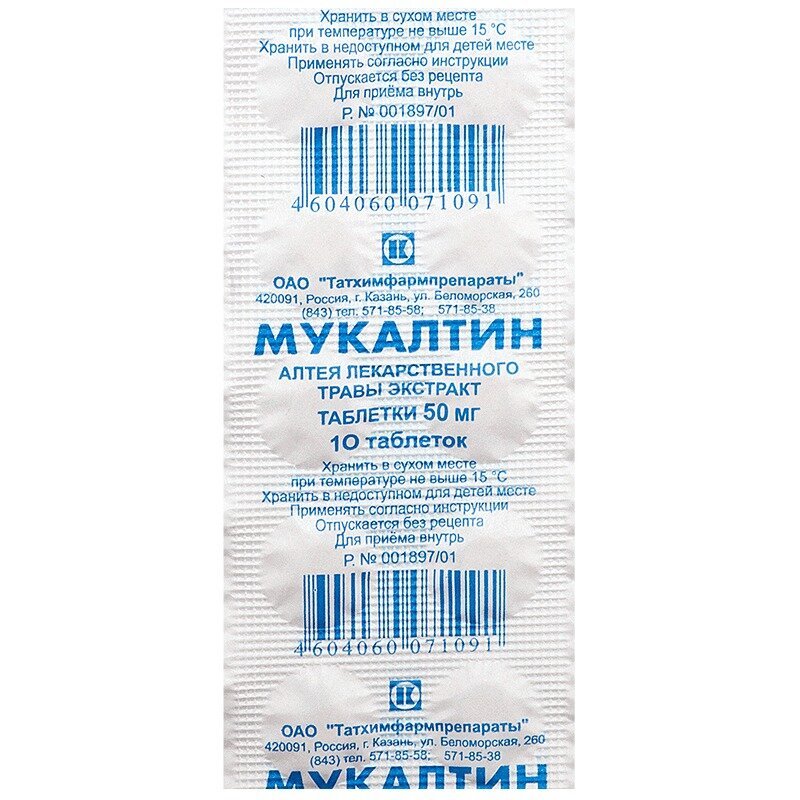 Хранить в сухом месте
при температуре не выше 15 °С
Хранить в недоступном для детей месте
Применять согласно инструкции
Отпускается без рецепта
Для приёма внутрь
Р. № 001897/01
4 604060 071091
ОАО "Татхимфармпрепараты"
420091, Россия, г. Казань, ул. Беломорская, 260
(843) тел. 571-85-58; 571-85-38
МУКАЛТИН
АЛТЕЯ ЛЕКАРСТВЕННОГО
ТРАВЫ ЭКСТРАКТ
ТАБЛЕТКИ 50 МГ
10 таблеток
Хранить в сухом месте
при температуре не выше 15 °С
Хранить в недоступном для детей месте
Применять согласно инструкции
Отпускается без рецепта
Для приёма внутрь
Р. № 001897/01
4 604060 071091
ОАО "Татхимфармпрепараты"
420091, Россия, г. Казань, ул. Беломорская, 260
(843) тел. 571-85-58; 571-85-38
МУКАЛТИН